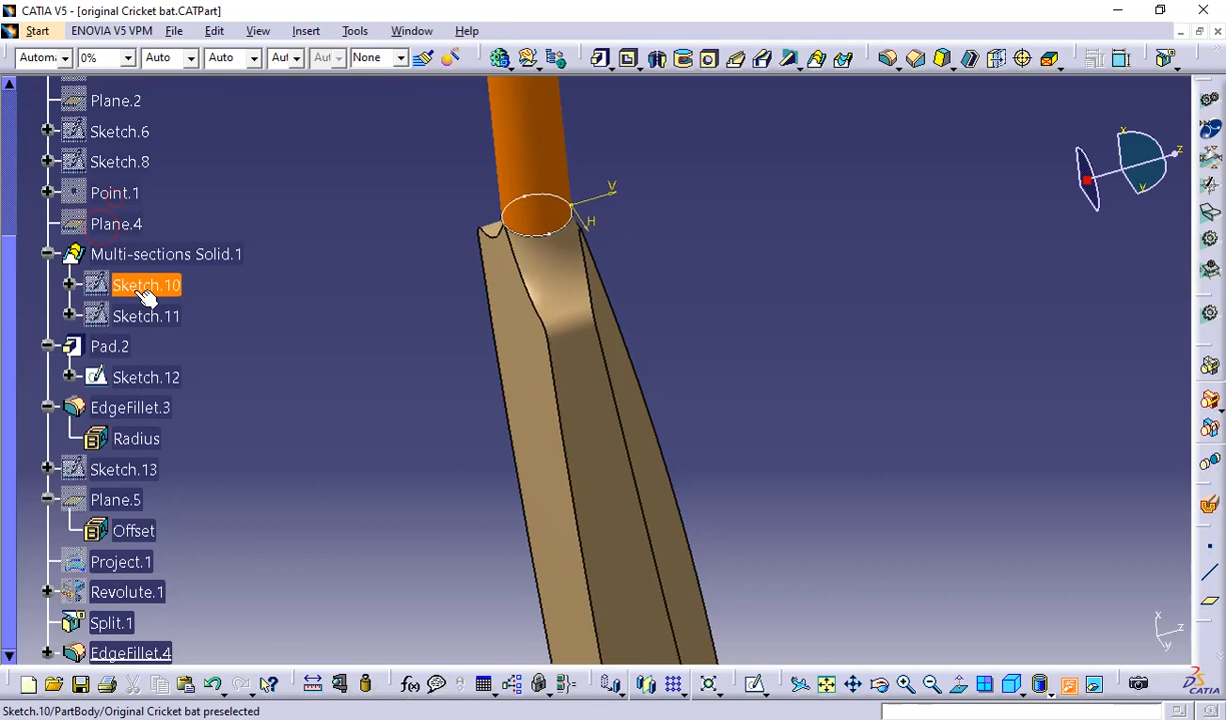 CATIA V5 - [original Cricket bat.CATPart]
Start ENOVIA V5 VPM File Edit View Insert Tools Window Help
Autom 0% Auto Auto Aut Aut None
Plane.2
Sketch.6
Sketch.8
Point.1
Plane.4
Multi-sections Solid.1
Sketch.10
Sketch.11
Pad.2
Sketch.12
EdgeFillet.3
Radius
Sketch.13
Plane.5
Offset
Project.1
Revolute.1
Split.1
EdgeFillet.4
V
H
x
z
y
x
z
y
f(x)
CATIA
Sketch.10/PartBody/Original Cricket bat preselected